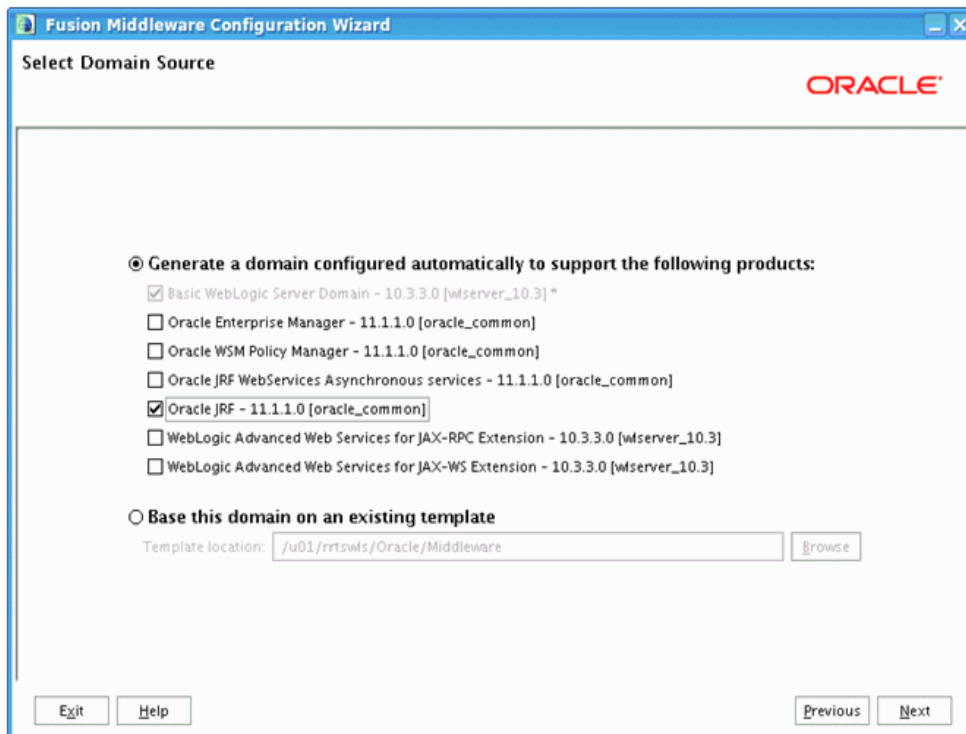 Fusion Middleware Configuration Wizard
Select Domain Source
ORACLE
Generate a domain configured automatically to support the following products:
Basic WebLogic Server Domain - 10.3.3.0 [wlserver_10.3] *
Oracle Enterprise Manager - 11.1.1.0 [oracle_common]
Oracle WSM Policy Manager - 11.1.1.0 [oracle_common]
Oracle JRF WebServices Asynchronous services - 11.1.1.0 [oracle_common]
Oracle JRF - 11.1.1.0 [oracle_common]
WebLogic Advanced Web Services for JAX-RPC Extension - 10.3.3.0 [wlserver_10.3]
WebLogic Advanced Web Services for JAX-WS Extension - 10.3.3.0 [wlserver_10.3]
Base this domain on an existing template
Template location: /u01/rrtswls/Oracle/Middleware Browse
Exit Help Previous Next